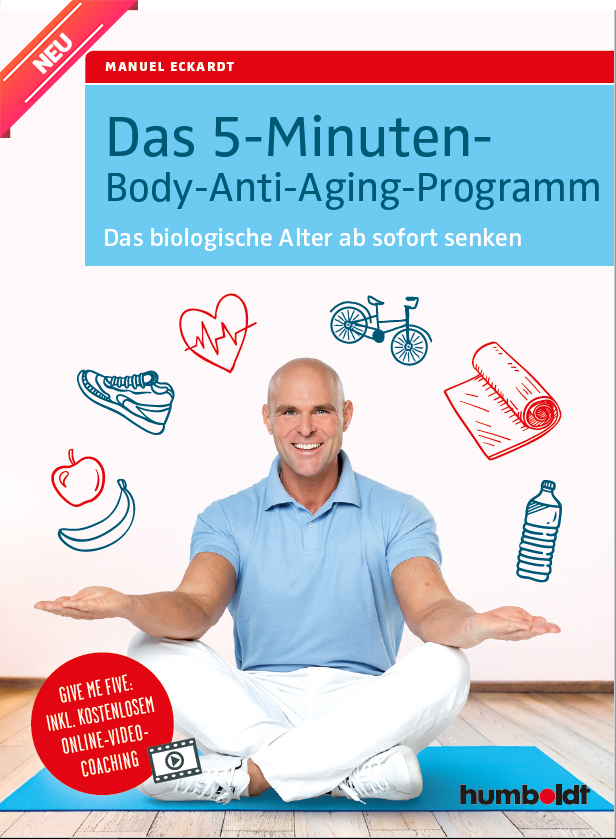 NEU
MANUEL ECKARDT
Das 5-Minuten-
Body-Anti-Aging-Programm
Das biologische Alter ab sofort senken
GIVE ME FIVE:
INKL. KOSTENLOSEM
ONLINE-VIDEO-
COACHING
humboldt